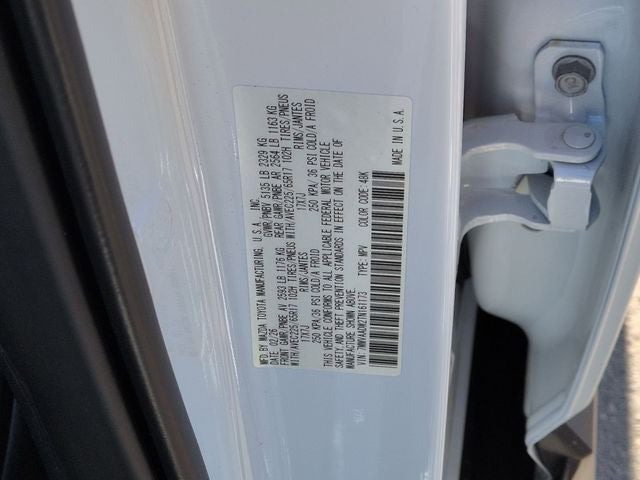 MFD. BY MAZDA TOYOTA MANUFACTURING, U.S.A., INC.
DATE: 02/26 GVWR/PNBV 5135 LB 2329 KG
FRONT GAWR/PNBE AV 2593 LB 1176 KG REAR GAWR/PNBE AR 2564 LB 1163 KG
WITH/AVEC225/65R17 102H TIRES/PNEUS WITH/AVEC225/65R17 102H TIRES/PNEUS
17X7J RIMS/JANTES 17X7J RIMS/JANTES
250 KPA/36 PSI COLD/A FROID 250 KPA/36 PSI COLD/A FROID
THIS VEHICLE CONFORMS TO ALL APPLICABLE FEDERAL MOTOR VEHICLE
SAFETY, AND THEFT PREVENTION STANDARDS IN EFFECT ON THE DATE OF
MANUFACTURE SHOWN ABOVE.
VIN: TYPE: MPV COLOR CODE: 48K MADE IN U.S.A.